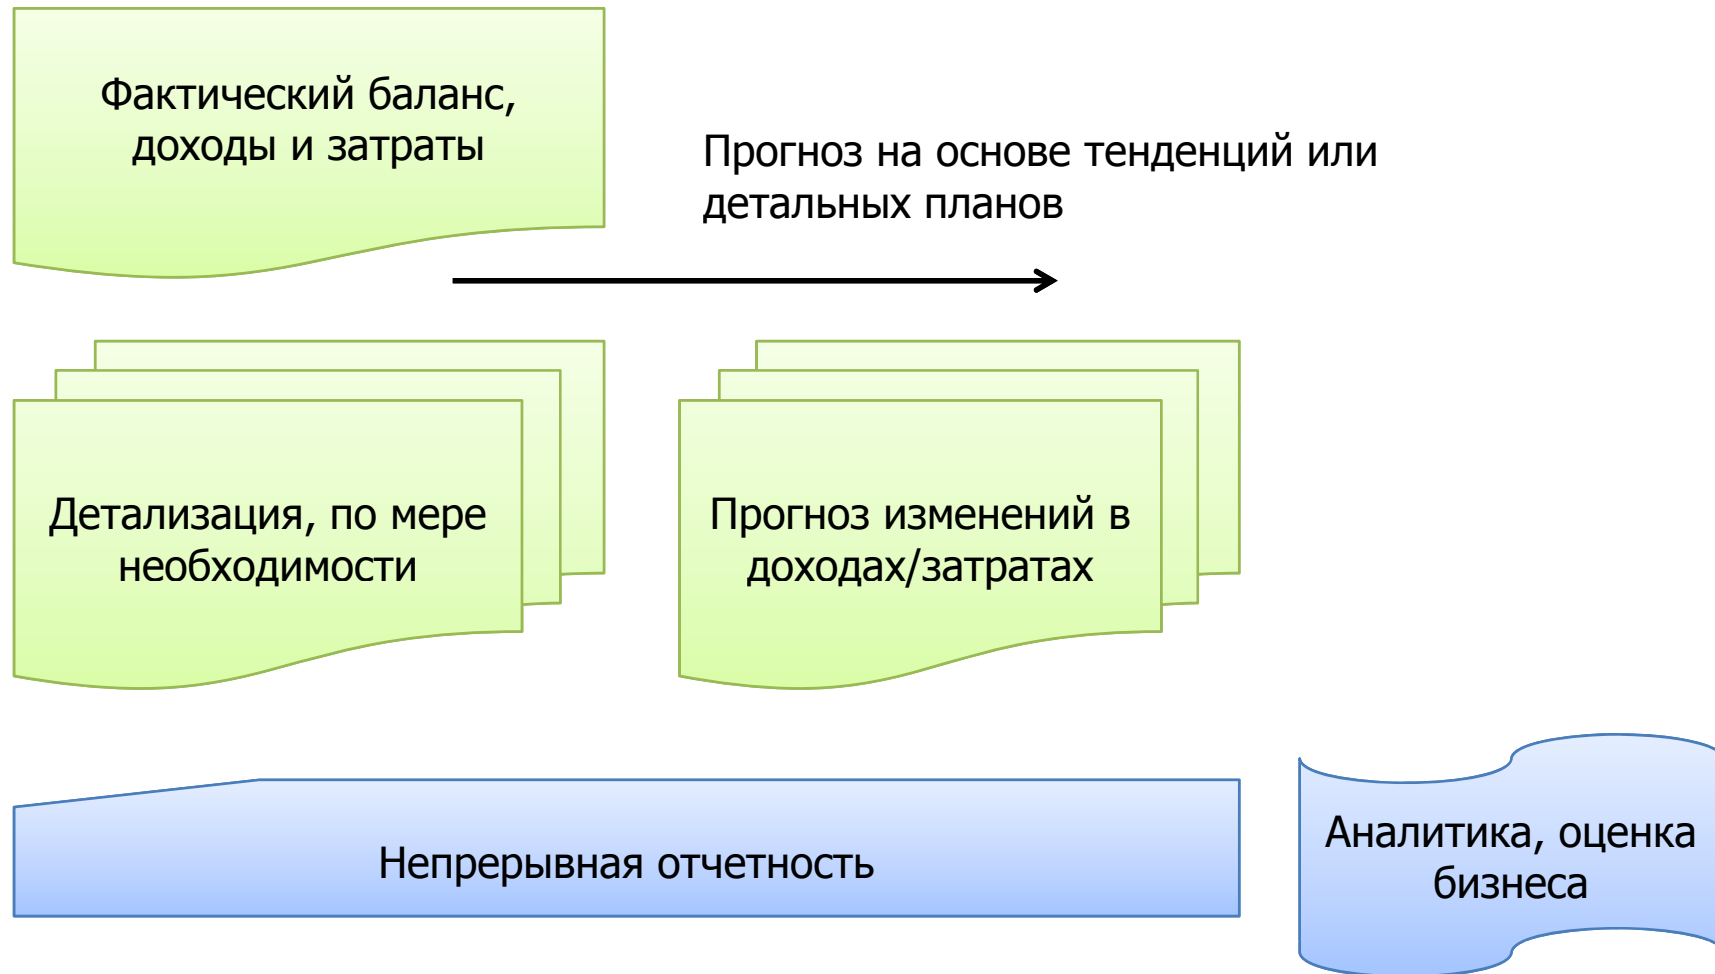 Фактический баланс,
доходы и затраты
Прогноз на основе тенденций или
детальных планов
Детализация, по мере
необходимости
Прогноз изменений в
доходах/затратах
Непрерывная отчетность
Аналитика, оценка
бизнеса